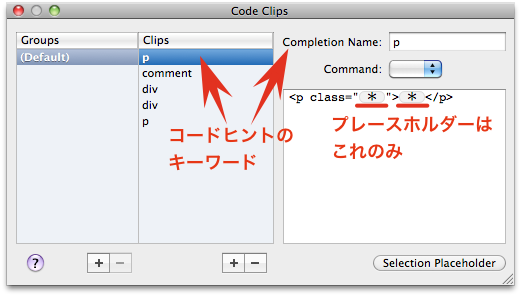 Code Clips
Groups
Clips
(Default)
p
comment
div
div
p
Completion Name: p
Command:
<p class="*">*</p>
コードヒントの
キーワード
プレースホルダーは
これのみ
?
+ −
+ −
Selection Placeholder